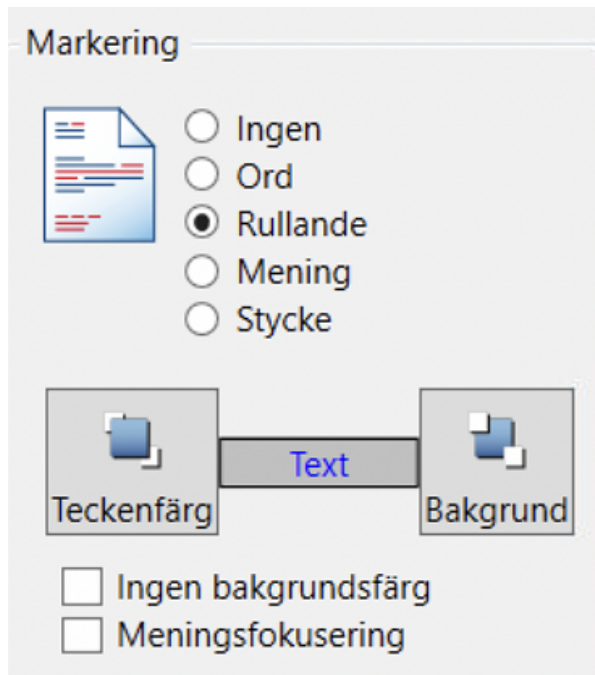 Markering
Ingen
Ord
Rullande
Mening
Stycke
Teckenfärg
Text
Bakgrund
Ingen bakgrundsfärg
Meningsfokusering